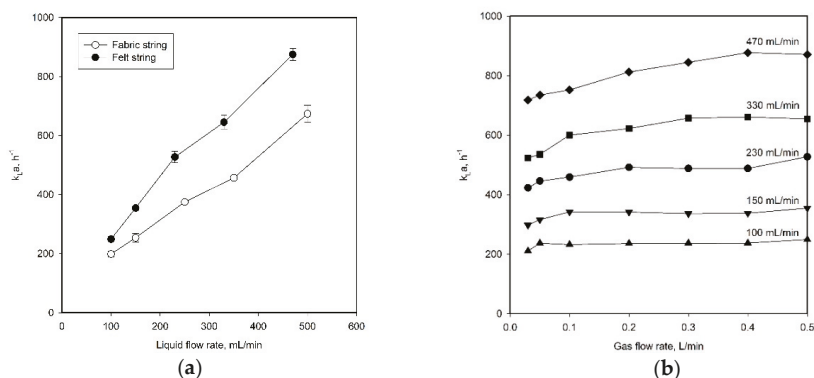 1000
800
600
400
200
0
kLa, h-1
Fabric string
Felt string
0 100 200 300 400 500 600
Liquid flow rate, mL/min
(a)
1000
800
600
400
200
0
kLa, h-1
470 mL/min
330 mL/min
230 mL/min
150 mL/min
100 mL/min
0.0 0.1 0.2 0.3 0.4 0.5
Gas flow rate, L/min
(b)